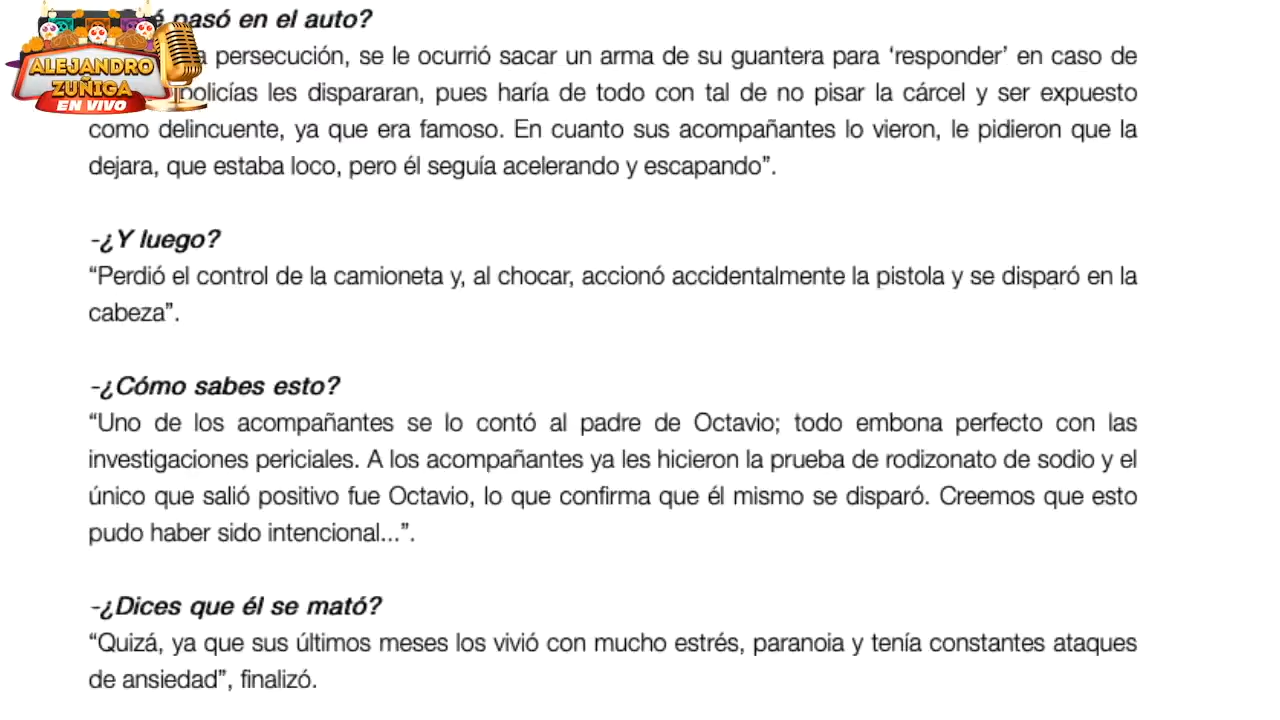 pasó en el auto?
persecución, se le ocurrió sacar un arma de su guantera para ‘responder’ en caso de
policías les dispararan, pues haría de todo con tal de no pisar la cárcel y ser expuesto
como delincuente, ya que era famoso. En cuanto sus acompañantes lo vieron, le pidieron que la
dejara, que estaba loco, pero él seguía acelerando y escapando”.
-¿Y luego?
“Perdió el control de la camioneta y, al chocar, accionó accidentalmente la pistola y se disparó en la
cabeza”.
-¿Cómo sabes esto?
“Uno de los acompañantes se lo contó al padre de Octavio; todo embona perfecto con las
investigaciones periciales. A los acompañantes ya les hicieron la prueba de rodizonato de sodio y el
único que salió positivo fue Octavio, lo que confirma que él mismo se disparó. Creemos que esto
pudo haber sido intencional...”.
-¿Dices que él se mató?
“Quizá, ya que sus últimos meses los vivió con mucho estrés, paranoia y tenía constantes ataques
de ansiedad”, finalizó.
ALEJANDRO
ZUÑIGA
EN VIVO